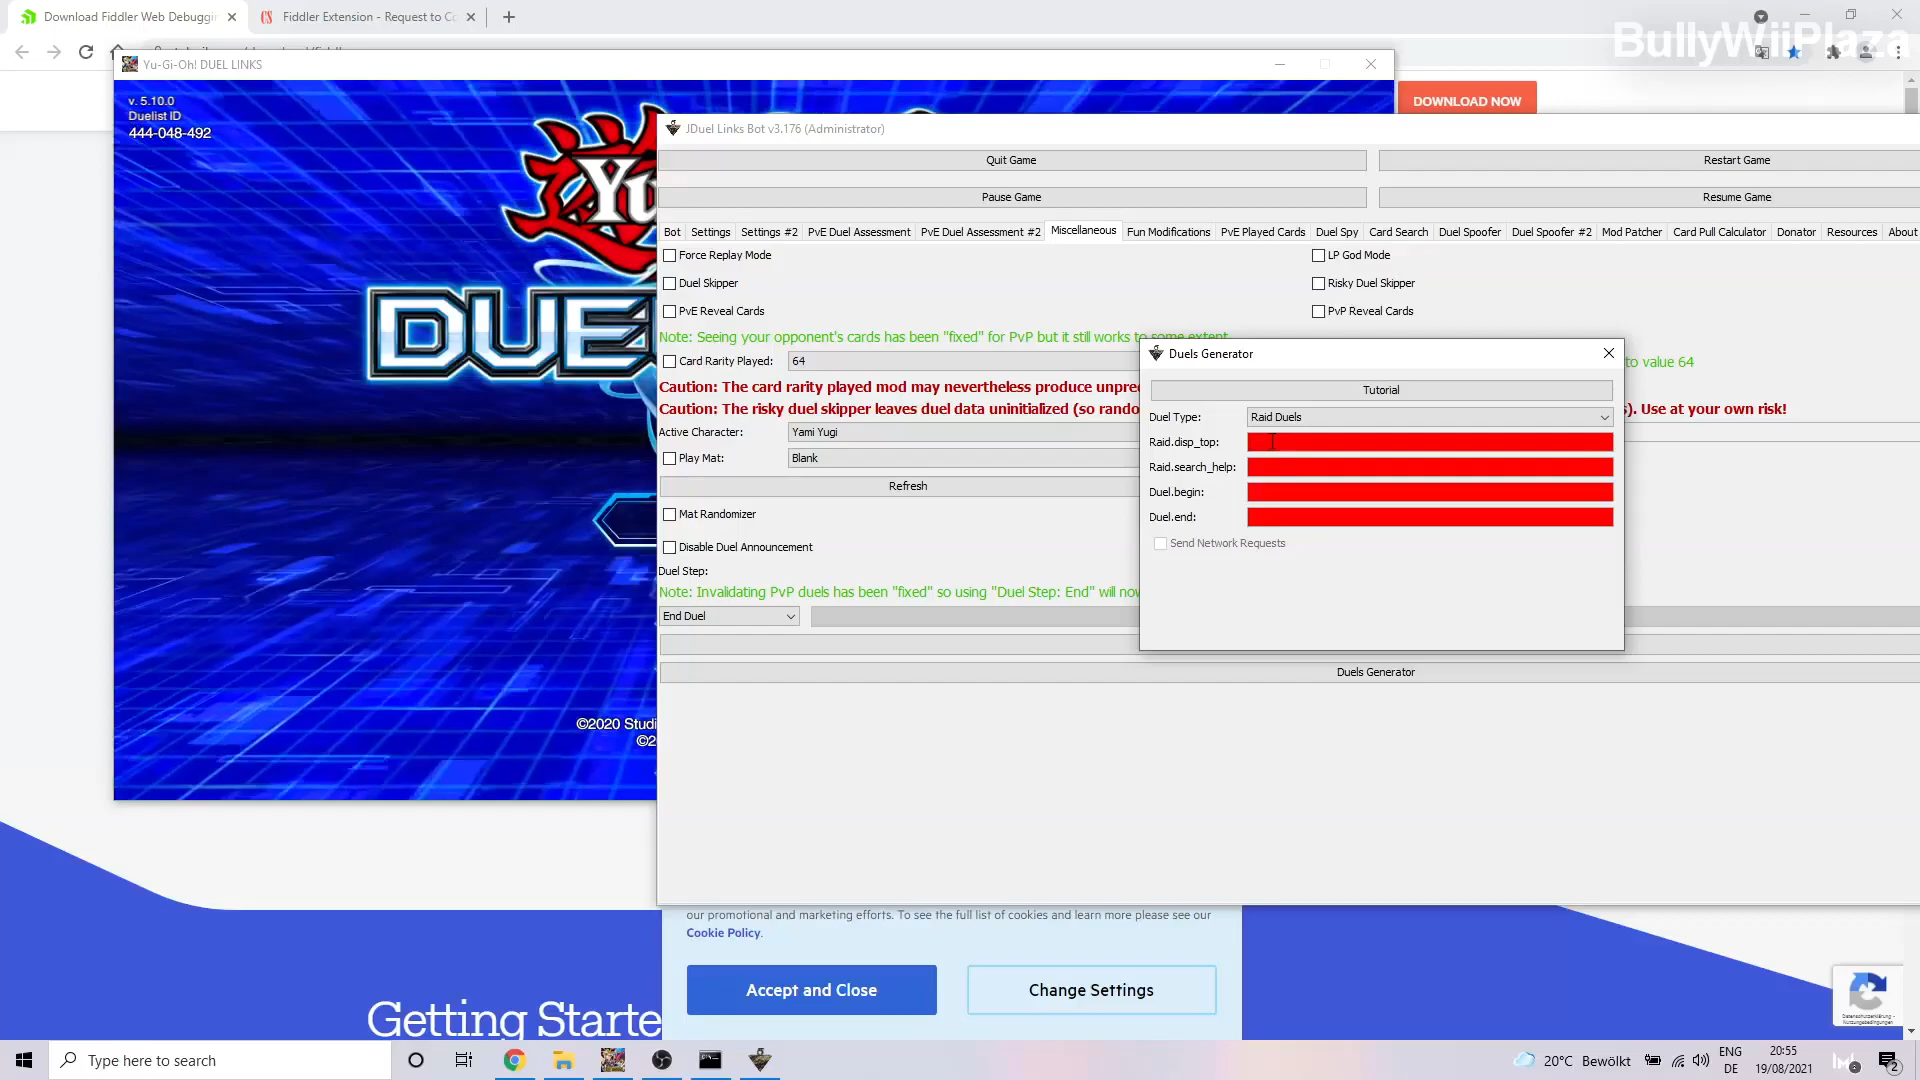 Download Fiddler Web Debuggin
Fiddler Extension - Request to Co
BullyWiiPlaza
Yu-Gi-Oh! DUEL LINKS
DOWNLOAD NOW
v. 5.10.0
Duelist ID
444-048-492
Yu
DUE
JDuel Links Bot v3.176 (Administrator)
Quit Game
Restart Game
Pause Game
Resume Game
Bot
Settings
Settings #2
PvE Duel Assessment
PvE Duel Assessment #2
Miscellaneous
Fun Modifications
PvE Played Cards
Duel Spy
Card Search
Duel Spoofer
Duel Spoofer #2
Mod Patcher
Card Pull Calculator
Donator
Resources
About
Force Replay Mode
LP God Mode
Duel Skipper
Risky Duel Skipper
PvE Reveal Cards
PvP Reveal Cards
Note: Seeing your opponent's cards has been "fixed" for PvP but it still works to some extent
Card Rarity Played:
64
to value 64
Caution: The card rarity played mod may nevertheless produce unpre
Caution: The risky duel skipper leaves duel data uninitialized (so rando
). Use at your own risk!
Active Character:
Yami Yugi
Play Mat:
Blank
Refresh
Mat Randomizer
Disable Duel Announcement
Duel Step:
Note: Invalidating PvP duels has been "fixed" so using "Duel Step: End" will now
End Duel
Duels Generator
Duels Generator
Tutorial
Duel Type:
Raid Duels
Raid.disp_top:
Raid.search_help:
Duel.begin:
Duel.end:
Send Network Requests
©2020 Studi
©2
our promotional and marketing efforts. To see the full list of cookies and learn more please see our
Cookie Policy.
Accept and Close
Change Settings
Getting Starte
Type here to search
20°C Bewölkt
ENG
DE
20:55
19/08/2021
2